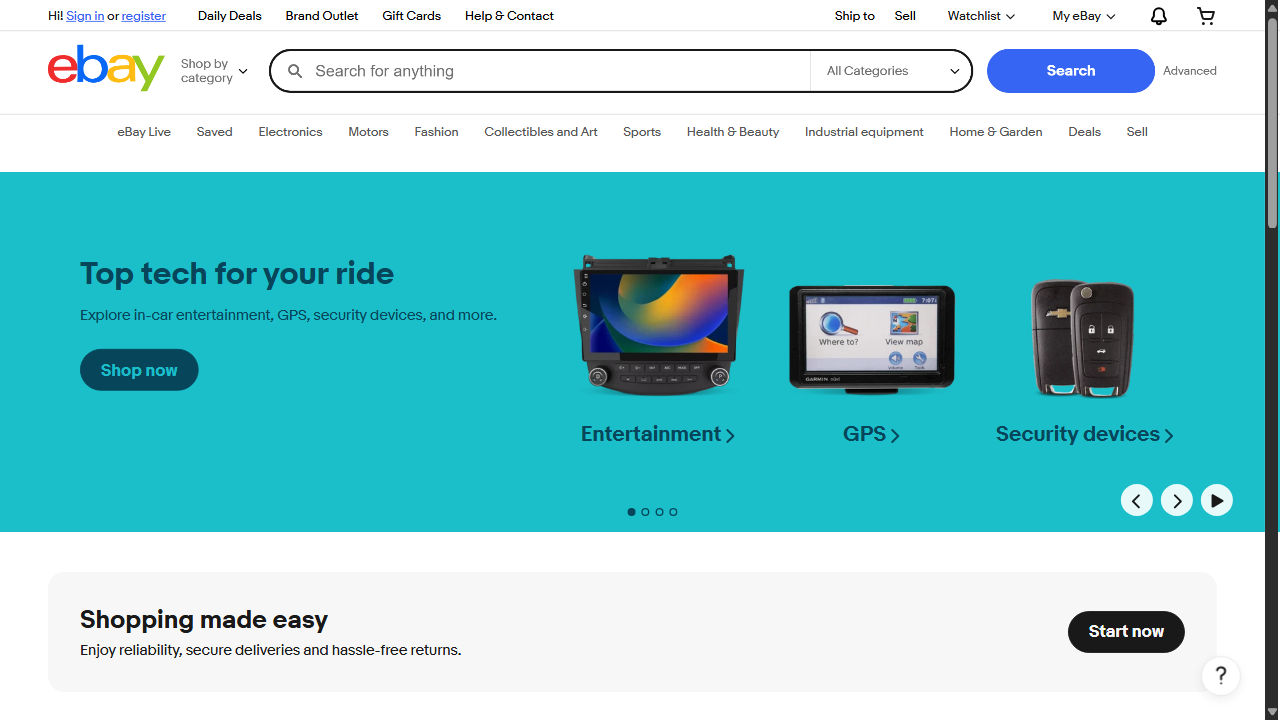 Hi! Sign in or register
Daily Deals
Brand Outlet
Gift Cards
Help & Contact
Ship to
Sell
Watchlist
My eBay
ebay
Shop by
category
Search for anything
All Categories
Search
Advanced
eBay Live
Saved
Electronics
Motors
Fashion
Collectibles and Art
Sports
Health & Beauty
Industrial equipment
Home & Garden
Deals
Sell
Top tech for your ride
Explore in-car entertainment, GPS, security devices, and more.
Shop now
7:07
Where to?
View map
Volume
Tools
GARMIN
Entertainment
GPS
Security devices
Shopping made easy
Enjoy reliability, secure deliveries and hassle-free returns.
Start now
?